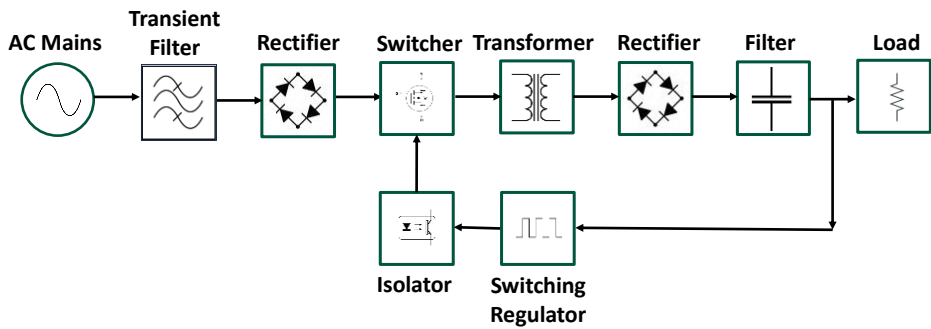 AC Mains
Transient
Filter
Rectifier
Switcher
Transformer
Rectifier
Filter
Load
Isolator
Switching
Regulator